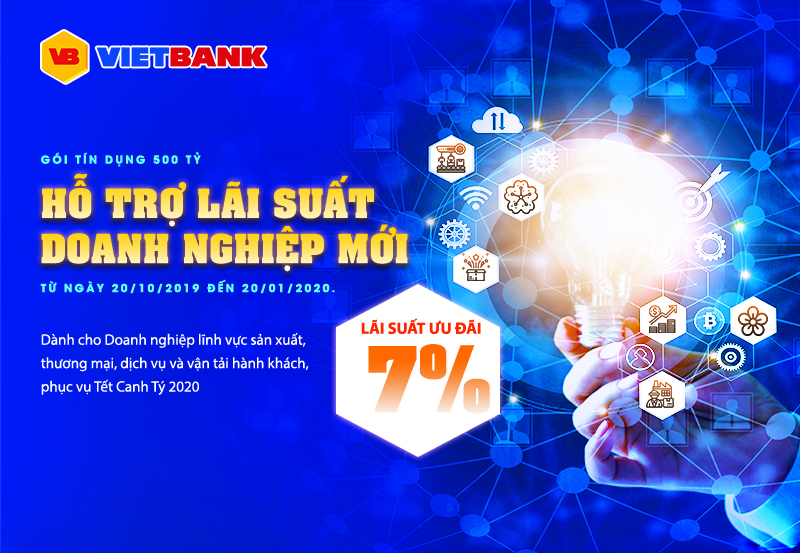 VB VIETBANK
GÓI TÍN DỤNG 500 TỶ
HỖ TRỢ LÃI SUẤT
DOANH NGHIỆP MỚI
TỪ NGÀY 20/10/2019 ĐẾN 20/01/2020.
Dành cho Doanh nghiệp lĩnh vực sản xuất,
thương mại, dịch vụ và vận tải hành khách,
phục vụ Tết Canh Tý 2020
LÃI SUẤT ƯU ĐÃI
7%